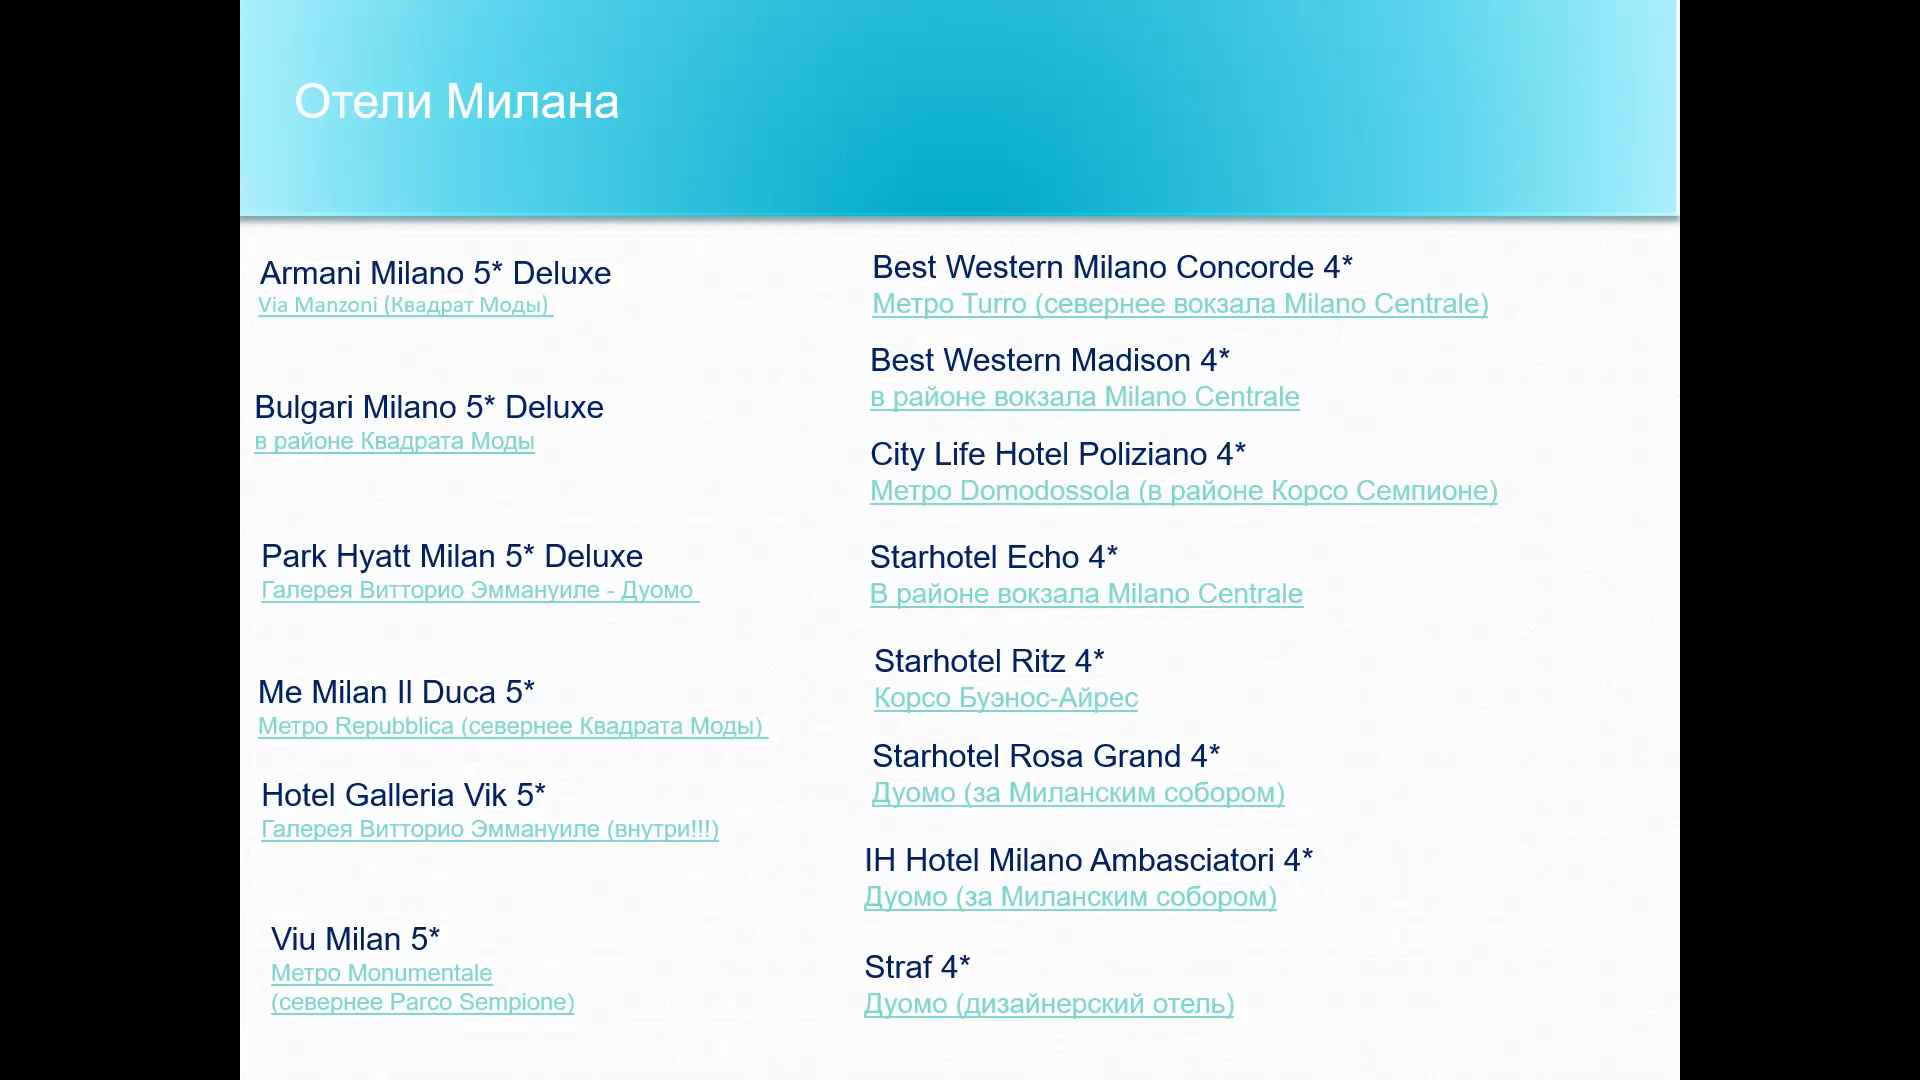 Отели Милана
Armani Milano 5* Deluxe
Via Manzoni (Квадрат Моды)
Bulgari Milano 5* Deluxe
в районе Квадрата Моды
Park Hyatt Milan 5* Deluxe
Галерея Витторио Эммануиле - Дуомо
Me Milan Il Duca 5*
Метро Repubblica (севернее Квадрата Моды)
Hotel Galleria Vik 5*
Галерея Витторио Эммануиле (внутри!!!)
Viu Milan 5*
Метро Monumentale
(севернее Parco Sempione)
Best Western Milano Concorde 4*
Метро Turro (севернее вокзала Milano Centrale)
Best Western Madison 4*
в районе вокзала Milano Centrale
City Life Hotel Poliziano 4*
Метро Domodossola (в районе Корсо Семпионе)
Starhotel Echo 4*
В районе вокзала Milano Centrale
Starhotel Ritz 4*
Корсо Буэнос-Айрес
Starhotel Rosa Grand 4*
Дуомо (за Миланским собором)
IH Hotel Milano Ambasciatori 4*
Дуомо (за Миланским собором)
Straf 4*
Дуомо (дизайнерский отель)